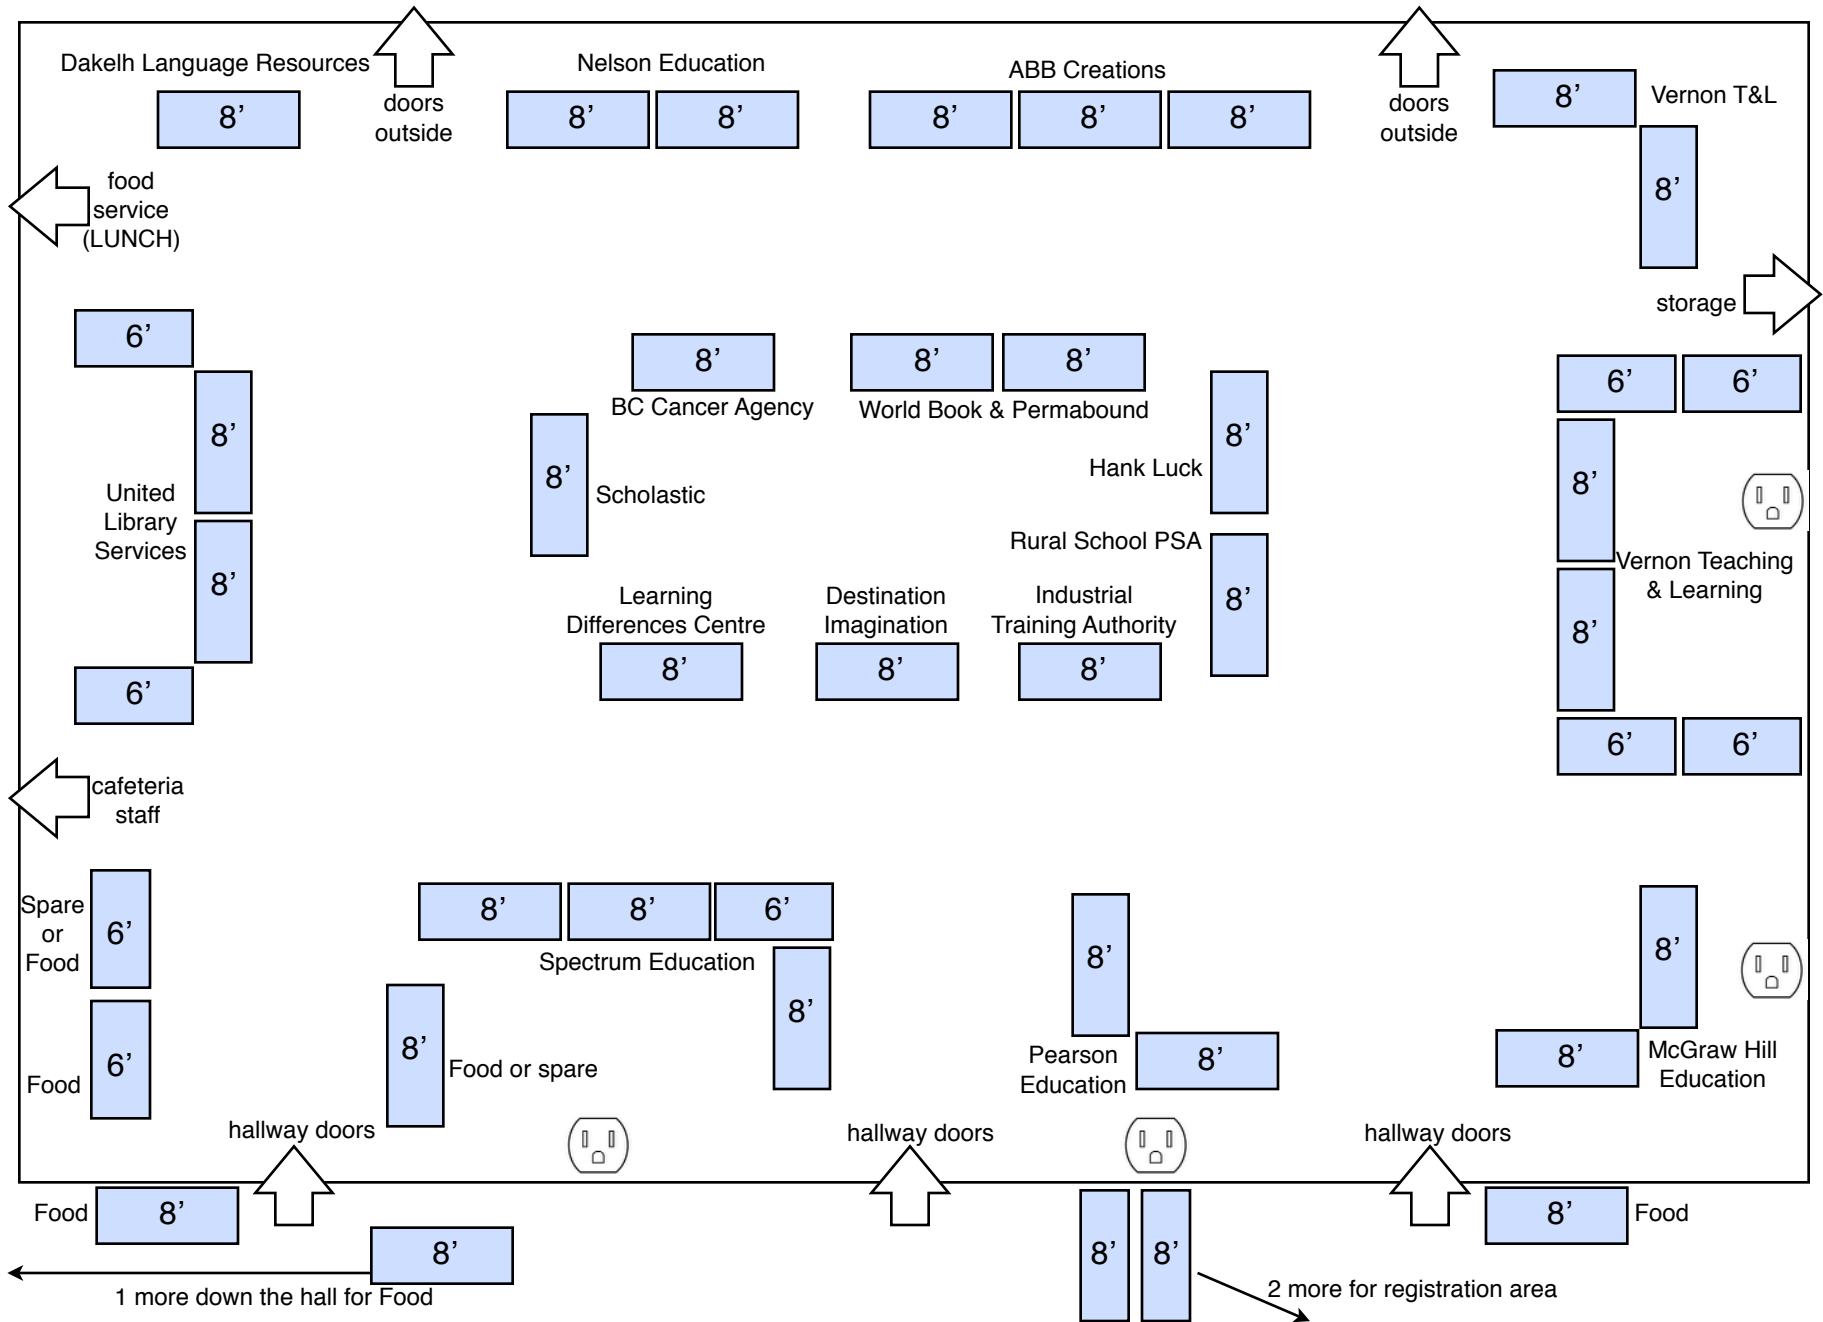 Dakelh Language Resources
8’
doors
outside
Nelson Education
8’ 8’
ABB Creations
8’ 8’ 8’
doors
outside
8’
Vernon T&L
8’
food
service
(LUNCH)
storage
6’
8’
United
Library
Services
8’
6’
8’
BC Cancer Agency
8’ 8’
World Book & Permabound
8’
Scholastic
8’
Hank Luck
Rural School PSA
8’
Learning
Differences Centre
8’
Destination
Imagination
8’
Industrial
Training Authority
8’
6’ 6’
8’
Vernon Teaching
& Learning
8’
6’ 6’
cafeteria
staff
Spare
or
Food
6’
Food
6’
8’ 8’ 6’
Spectrum Education
8’
8’
Food or spare
8’
Pearson
Education
8’
8’
8’
McGraw Hill
Education
hallway doors
hallway doors
hallway doors
Food
8’
8’
1 more down the hall for Food
8’ 8’
2 more for registration area
8’
Food